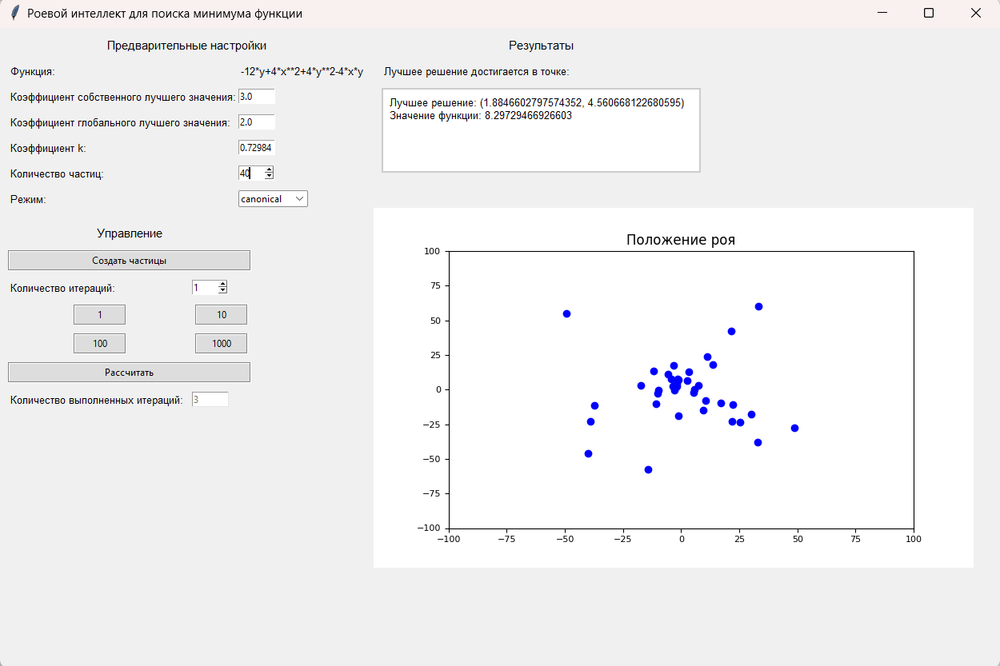 Роевой интеллект для поиска минимума функции
Предварительные настройки
Функция: -12*y+4*x**2+4*y**2-4*x*y
Коэффициент собственного лучшего значения: 3.0
Коэффициент глобального лучшего значения: 2.0
Коэффициент k: 0.72984
Количество частиц: 40
Режим: canonical
Управление
Создать частицы
Количество итераций: 1
1 10
100 1000
Рассчитать
Количество выполненных итераций: 3
Результаты
Лучшее решение достигается в точке:
Лучшее решение: (1.8846602797574352, 4.560668122680595)
Значение функции: 8.29729466926603
Положение роя
100
75
50
25
0
−25
−50
−75
−100
−100 −75 −50 −25 0 25 50 75 100